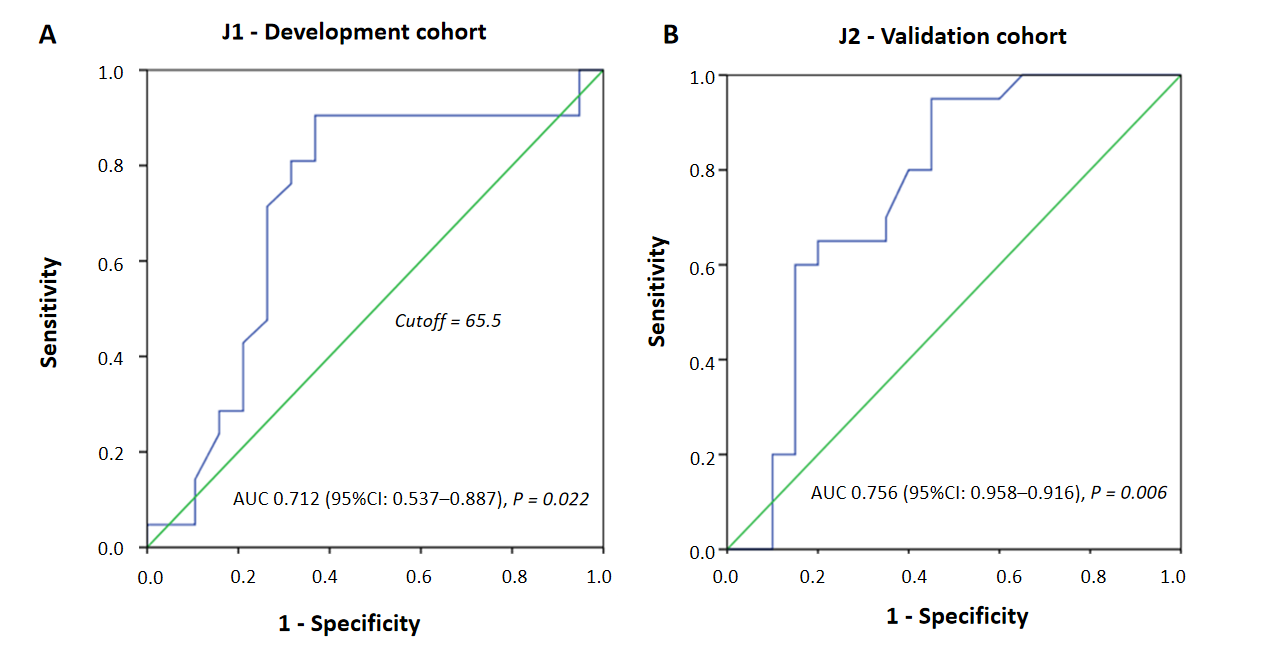 A
J1 - Development cohort
1.0
0.8
0.6
0.4
0.2
0.0
Sensitivity
Cutoff = 65.5
AUC 0.712 (95%CI: 0.537–0.887), P = 0.022
0.0 0.2 0.4 0.6 0.8 1.0
1 - Specificity
B
J2 - Validation cohort
1.0
0.8
0.6
0.4
0.2
0.0
Sensitivity
AUC 0.756 (95%CI: 0.958–0.916), P = 0.006
0.0 0.2 0.4 0.6 0.8 1.0
1 - Specificity